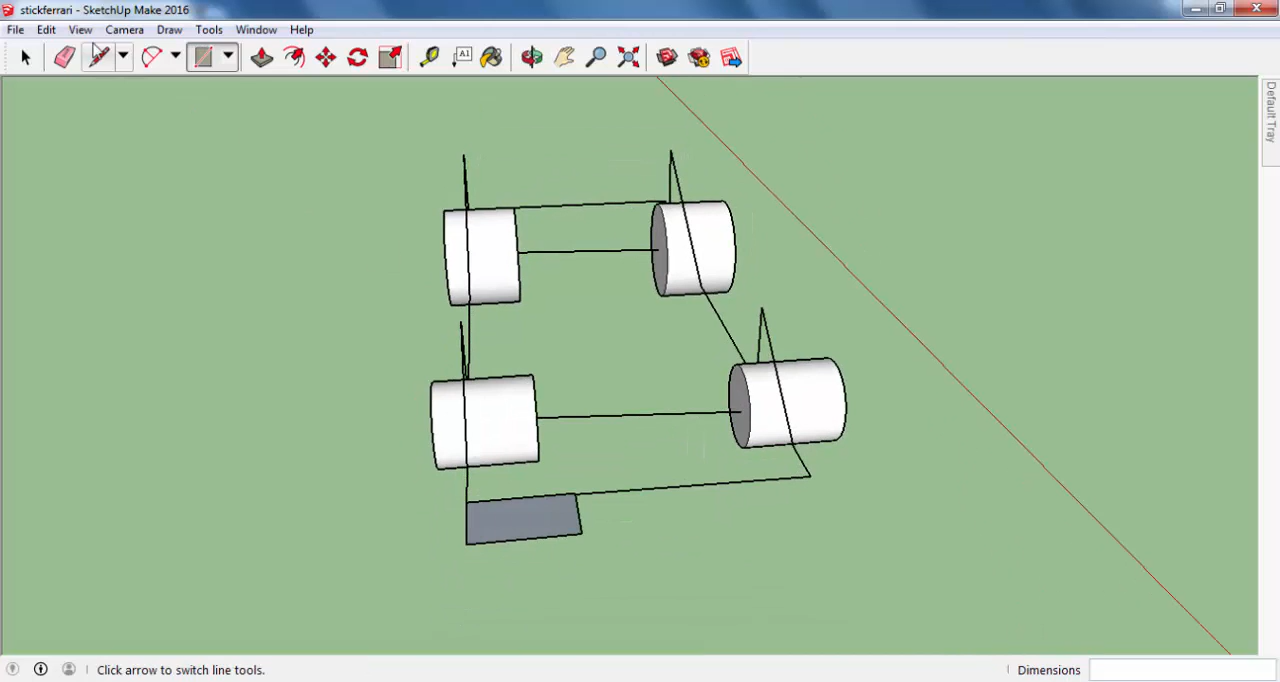 stickferrari - SketchUp Make 2016
File Edit View Camera Draw Tools Window Help
A1
Default Tray
Click arrow to switch line tools.
Dimensions